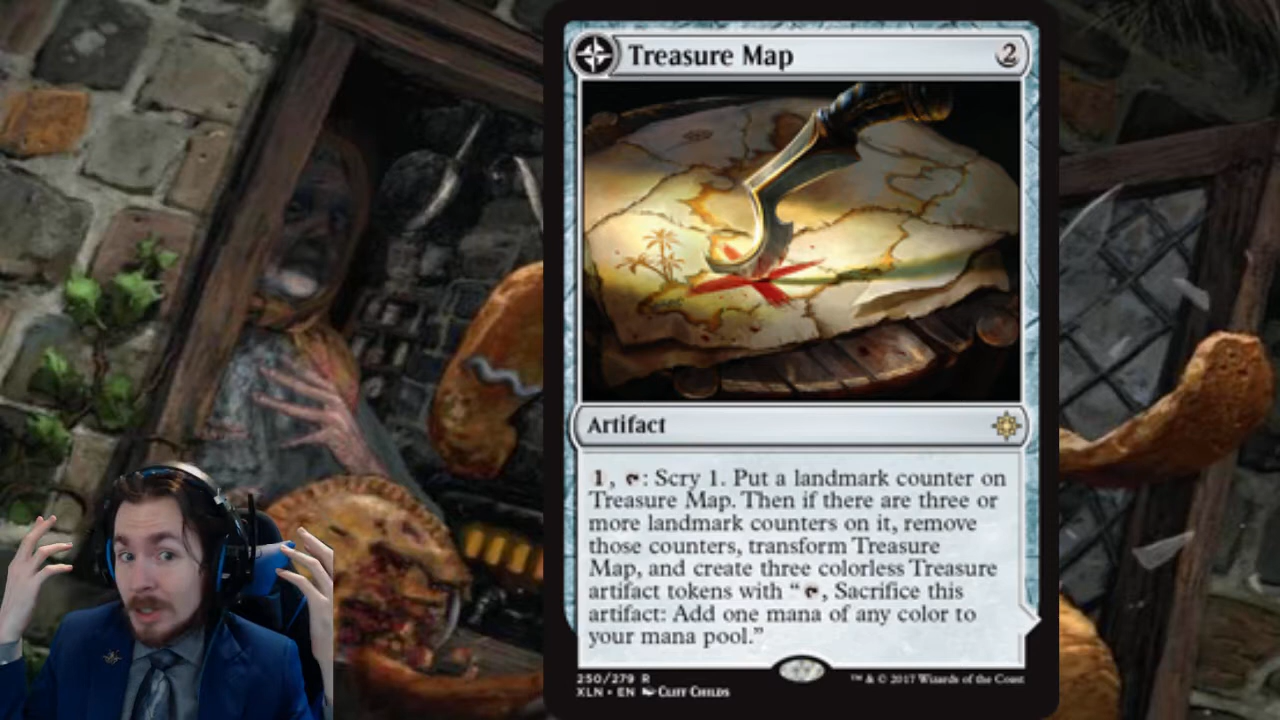 Treasure Map 2
Artifact
1, : Scry 1. Put a landmark counter on
Treasure Map. Then if there are three or
more landmark counters on it, remove
those counters, transform Treasure
Map, and create three colorless Treasure
artifact tokens with “ , Sacrifice this
artifact: Add one mana of any color to
your mana pool.”
250/279 R
XLN • EN Cliff Childs
™ & © 2017 Wizards of the Coast